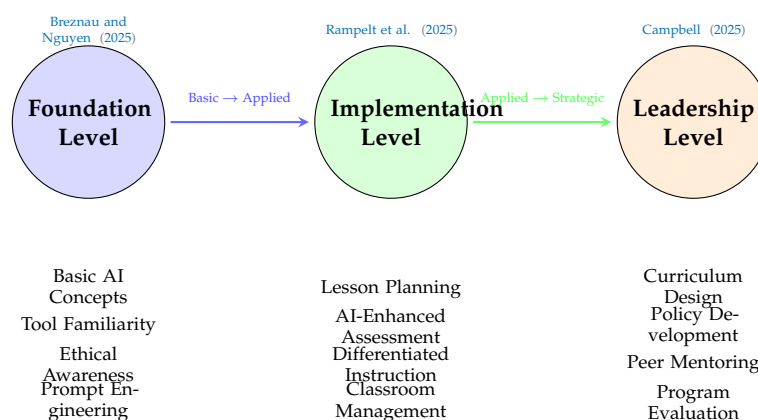 Breznau and
Nguyen (2025)
Rampelt et al. (2025)
Campbell (2025)
Foundation
Level
Basic → Applied
Implementation
Level
Applied → Strategic
Leadership
Level
Basic AI
Concepts
Tool Familiarity
Ethical
Awareness
Prompt En-
gineering
Lesson Planning
AI-Enhanced
Assessment
Differentiated
Instruction
Classroom
Management
Curriculum
Design
Policy De-
velopment
Peer Mentoring
Program
Evaluation